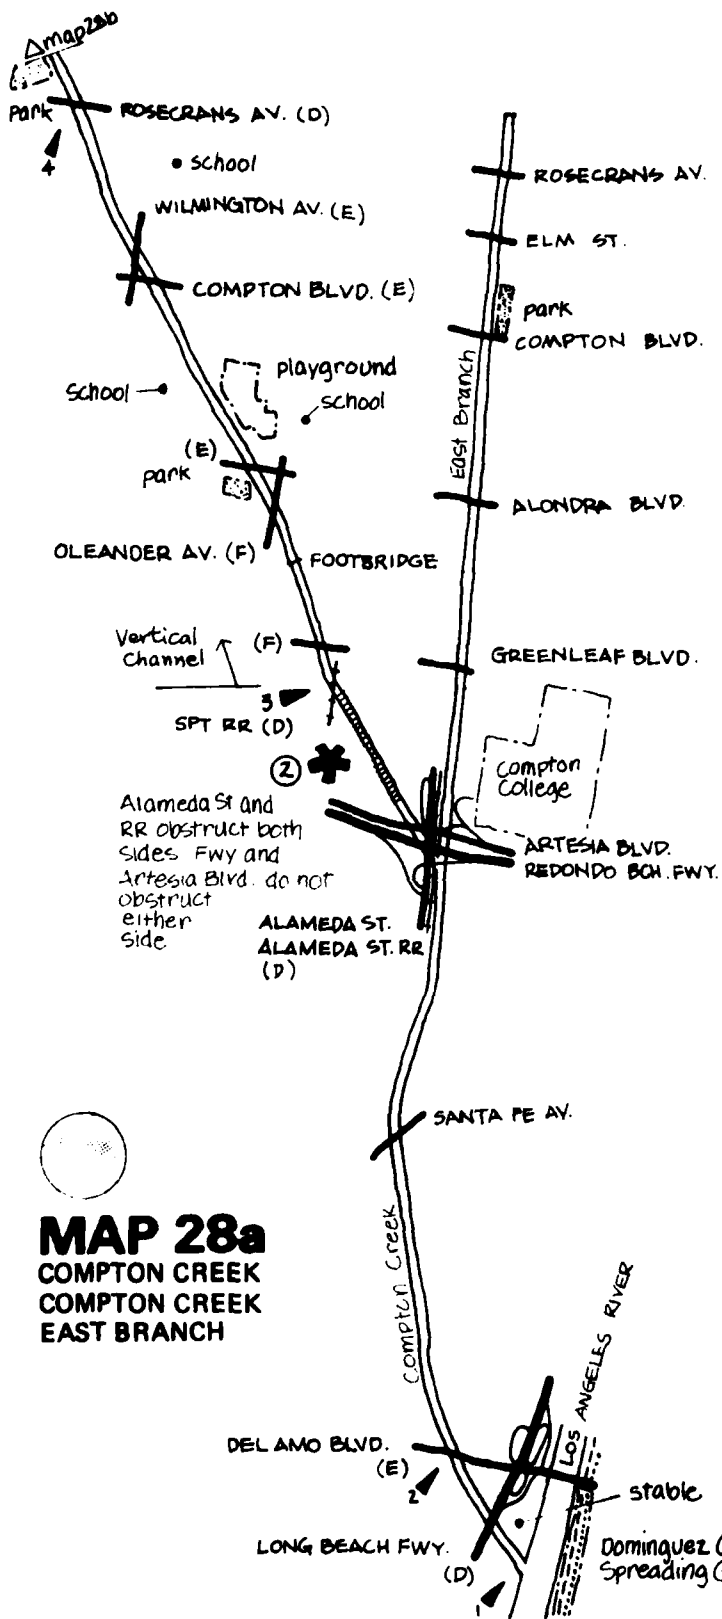 △map28b
Park
ROSECRANS AV. (D)
4
school
ROSECRANS AV.
WILMINGTON AV. (E)
ELM ST.
COMPTON BLVD. (E)
park
COMPTON BLVD.
playground
School
school
East Branch
(E)
park
ALONDRA BLVD.
OLEANDER AV. (F)
FOOTBRIDGE
Vertical
Channel
(F)
GREENLEAF BLVD.
3
SPT RR (D)
2
Compton
College
Alameda St and
RR obstruct both
Sides Fwy and
Artesia Blvd. do not
obstruct
either
Side
ARTESIA BLVD.
REDONDO BCH. FWY.
ALAMEDA ST.
ALAMEDA ST. RR
(D)
SANTA FE AV.
MAP 28a
COMPTON CREEK
COMPTON CREEK
EAST BRANCH
Compton Creek
LOS ANGELES RIVER
DEL AMO BLVD.
(E)
2
stable
LONG BEACH FWY.
(D)
Dominguez (
Spreading G
1